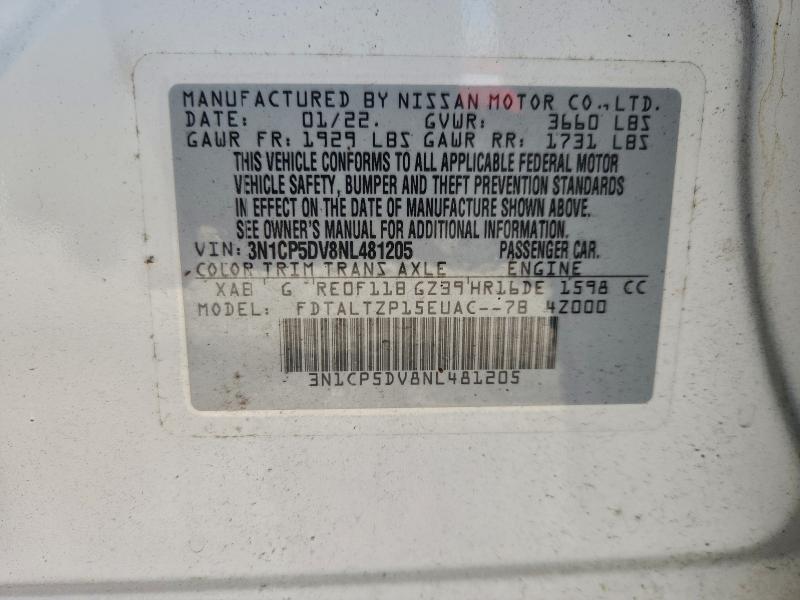 MANUFACTURED BY NISSAN MOTOR CO., LTD.
DATE: 01/22. GVWR: 3660 LBS
GAWR FR: 1929 LBS GAWR RR: 1731 LBS
THIS VEHICLE CONFORMS TO ALL APPLICABLE FEDERAL MOTOR
VEHICLE SAFETY, BUMPER AND THEFT PREVENTION STANDARDS
IN EFFECT ON THE DATE OF MANUFACTURE SHOWN ABOVE.
SEE OWNER'S MANUAL FOR ADDITIONAL INFORMATION.
VIN: 3N1CP5DV8NL481205 PASSENGER CAR.
COLOR TRIM TRANS AXLE ENGINE
XAB G RE0F11B GZ39 HR16DE 1598 CC
MODEL: FDTALTZP15EUAC--7B 4Z000
3N1CP5DV8NL481205